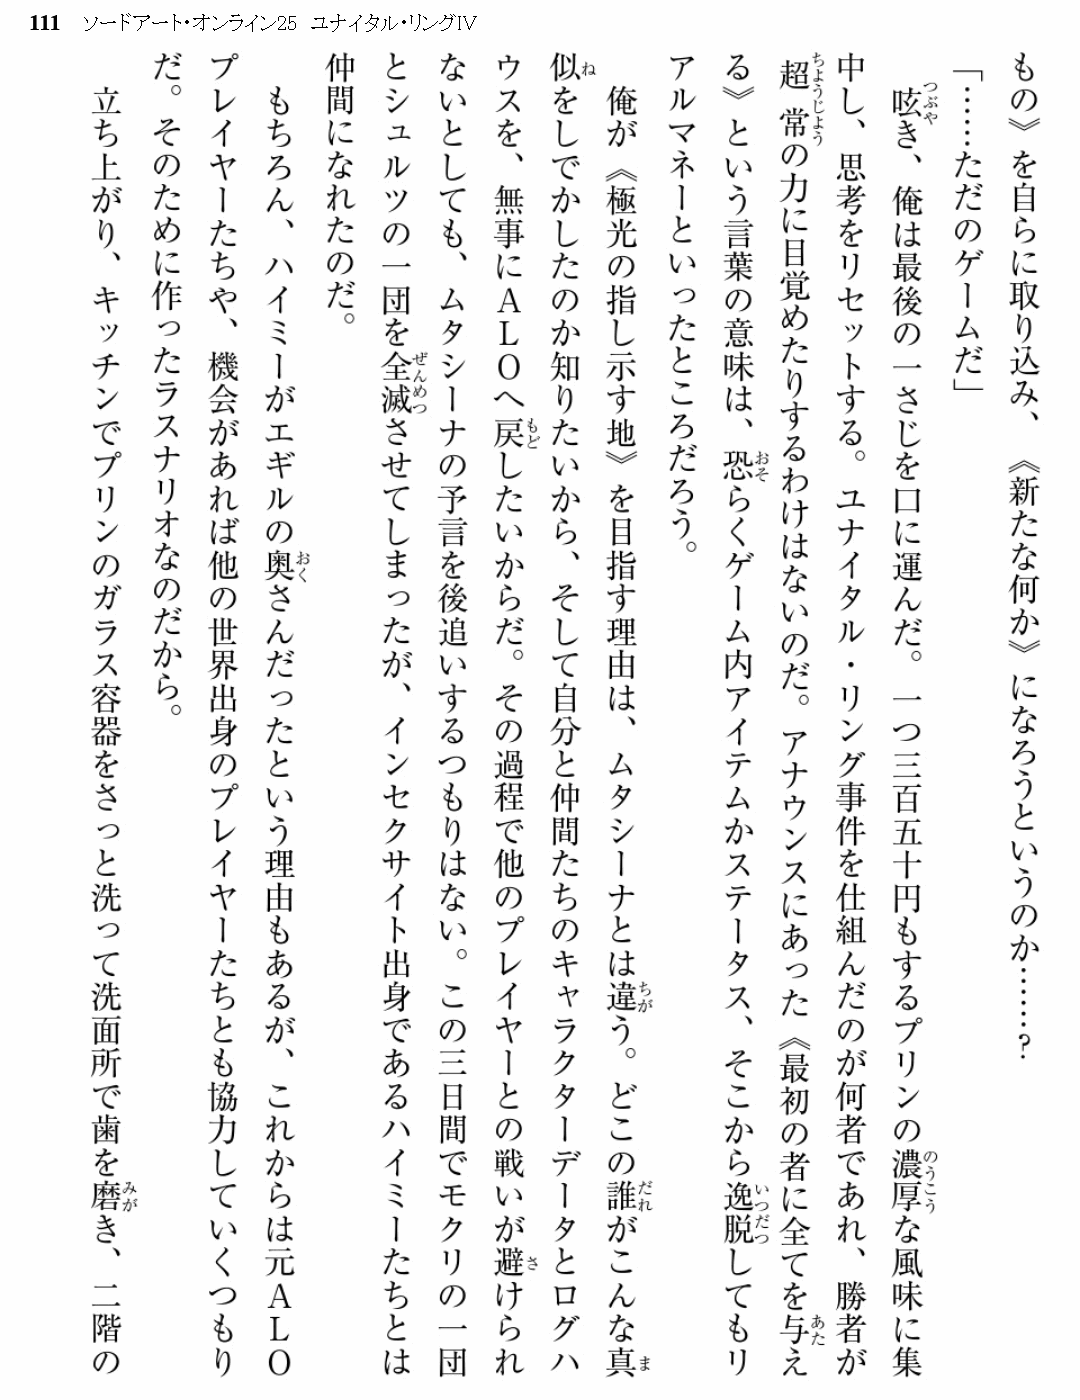 111 ソードアート・オンライン25 ユナイタル・リングIV
もの》を自らに取り込み、《新たな何か》になろうというのか……?
「……ただのゲームだ」
呟き、俺は最後の一さじを口に運んだ。一つ三百五十円もするプリンの濃厚な風味に集
中し、思考をリセットする。ユナイタル・リング事件を仕組んだのが何者であれ、勝者が
超常の力に目覚めたりするわけはないのだ。アナウンスにあった《最初の者に全てを与え
る》という言葉の意味は、恐らくゲーム内アイテムかステータス、そこから逸脱してもリ
アルマネーといったところだろう。
俺が《極光の指し示す地》を目指す理由は、ムタシーナとは違う。どこの誰がこんな真
似をしでかしたのか知りたいから、そして自分と仲間たちのキャラクターデータとログハ
ウスを、無事にＡＬＯへ戻したいからだ。その過程で他のプレイヤーとの戦いが避けられ
ないとしても、ムタシーナの予言を後追いするつもりはない。この三日間でモクリの一団
とシュルツの一団を全滅させてしまったが、インセクサイト出身であるハイミーたちとは
仲間になれたのだ。
もちろん、ハイミーがエギルの奥さんだったという理由もあるが、これからは元ＡＬＯ
プレイヤーたちや、機会があれば他の世界出身のプレイヤーたちとも協力していくつもり
だ。そのために作ったラスナリオなのだから。
立ち上がり、キッチンでプリンのガラス容器をさっと洗って洗面所で歯を磨き、二階の